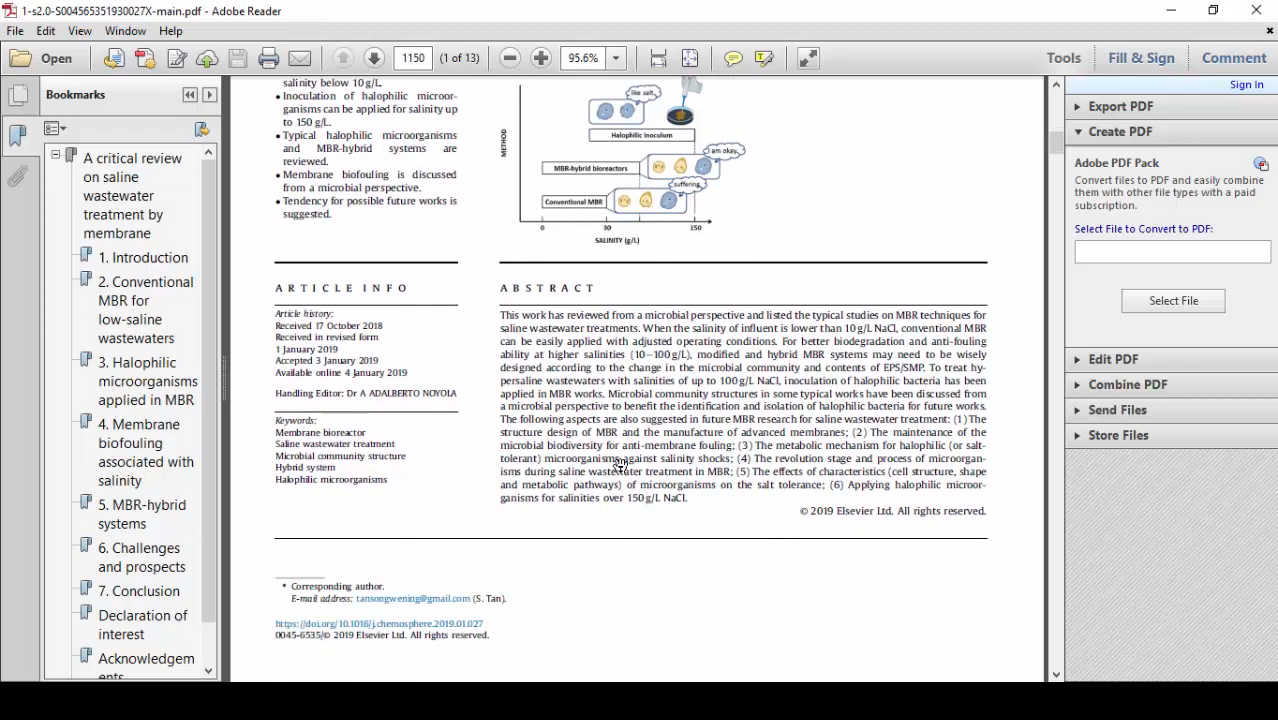 1-s2.0-S004565351930027X-main.pdf - Adobe Reader
File Edit View Window Help
Open
1150
(1 of 13)
95.6%
Tools
Fill & Sign
Comment
Bookmarks
A critical review
on saline
wastewater
treatment by
membrane
1. Introduction
2. Conventional
MBR for
low-saline
wastewaters
3. Halophilic
microorganisms
applied in MBR
4. Membrane
biofouling
associated with
salinity
5. MBR-hybrid
systems
6. Challenges
and prospects
7. Conclusion
Declaration of
interest
Acknowledgem
ents
salinity below 10 g/L.
• Inoculation of halophilic microor-
ganisms can be applied for salinity up
to 150 g/L.
• Typical halophilic microorganisms
and MBR-hybrid systems are
reviewed.
• Membrane biofouling is discussed
from a microbial perspective.
• Tendency for possible future works is
suggested.
METHOD
like salt
Halophilic Inoculum
I am okay.
MBR-hybrid bioreactors
suffering
Conventional MBR
0 30 150
SALINITY (g/L)
ARTICLE INFO
Article history:
Received 17 October 2018
Received in revised form
1 January 2019
Accepted 3 January 2019
Available online 4 January 2019
Handling Editor: Dr A ADALBERTO NOYOLA
Keywords:
Membrane bioreactor
Saline wastewater treatment
Microbial community structure
Hybrid system
Halophilic microorganisms
ABSTRACT
This work has reviewed from a microbial perspective and listed the typical studies on MBR techniques for
saline wastewater treatments. When the salinity of influent is lower than 10 g/L NaCl, conventional MBR
can be easily applied with adjusted operating conditions. For better biodegradation and anti-fouling
ability at higher salinities (10–100 g/L), modified and hybrid MBR systems may need to be wisely
designed according to the change in the microbial community and contents of EPS/SMP. To treat hy-
persaline wastewaters with salinities of up to 100 g/L NaCl, inoculation of halophilic bacteria has been
applied in MBR works. Microbial community structures in some typical works have been discussed from
a microbial perspective to benefit the identification and isolation of halophilic bacteria for future works.
The following aspects are also suggested in future MBR research for saline wastewater treatment: (1) The
structure design of MBR and the manufacture of advanced membranes; (2) The maintenance of the
microbial biodiversity for anti-membrane fouling; (3) The metabolic mechanism for halophilic (or salt-
tolerant) microorganisms against salinity shocks; (4) The revolution stage and process of microorgan-
isms during saline wastewater treatment in MBR; (5) The effects of characteristics (cell structure, shape
and metabolic pathways) of microorganisms on the salt tolerance; (6) Applying halophilic microor-
ganisms for salinities over 150 g/L NaCl.
© 2019 Elsevier Ltd. All rights reserved.
* Corresponding author.
E-mail address: tansongwening@gmail.com (S. Tan).
https://doi.org/10.1016/j.chemosphere.2019.01.027
0045-6535/© 2019 Elsevier Ltd. All rights reserved.
Sign In
Export PDF
Create PDF
Adobe PDF Pack
Convert files to PDF and easily combine
them with other file types with a paid
subscription.
Select File to Convert to PDF:
Select File
Edit PDF
Combine PDF
Send Files
Store Files